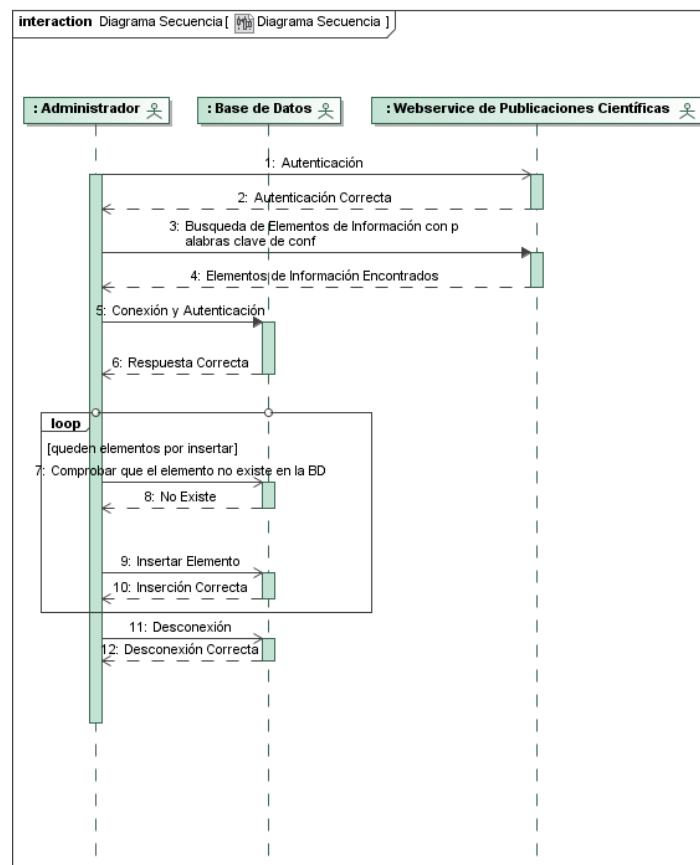 interaction Diagrama Secuencia[ Diagrama Secuencia ]
: Administrador
: Base de Datos
: Webservice de Publicaciones Científicas
1: Autenticación
2: Autenticación Correcta
3: Busqueda de Elementos de Información con p
alabras clave de conf
4: Elementos de Información Encontrados
5: Conexión y Autenticación
6: Respuesta Correcta
loop
[queden elementos por insertar]
7: Comprobar que el elemento no existe en la BD
8: No Existe
9: Insertar Elemento
10: Inserción Correcta
11: Desconexión
12: Desconexión Correcta